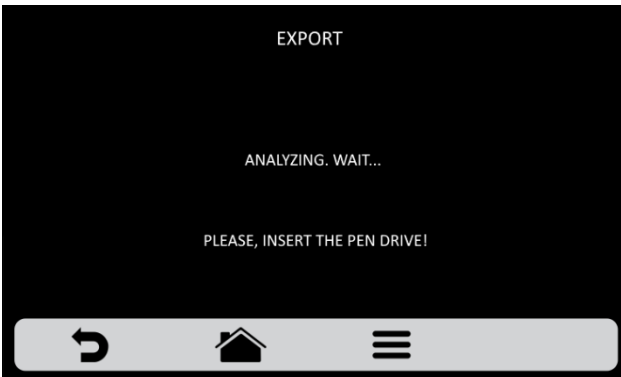 EXPORT
ANALYZING. WAIT...
PLEASE, INSERT THE PEN DRIVE!